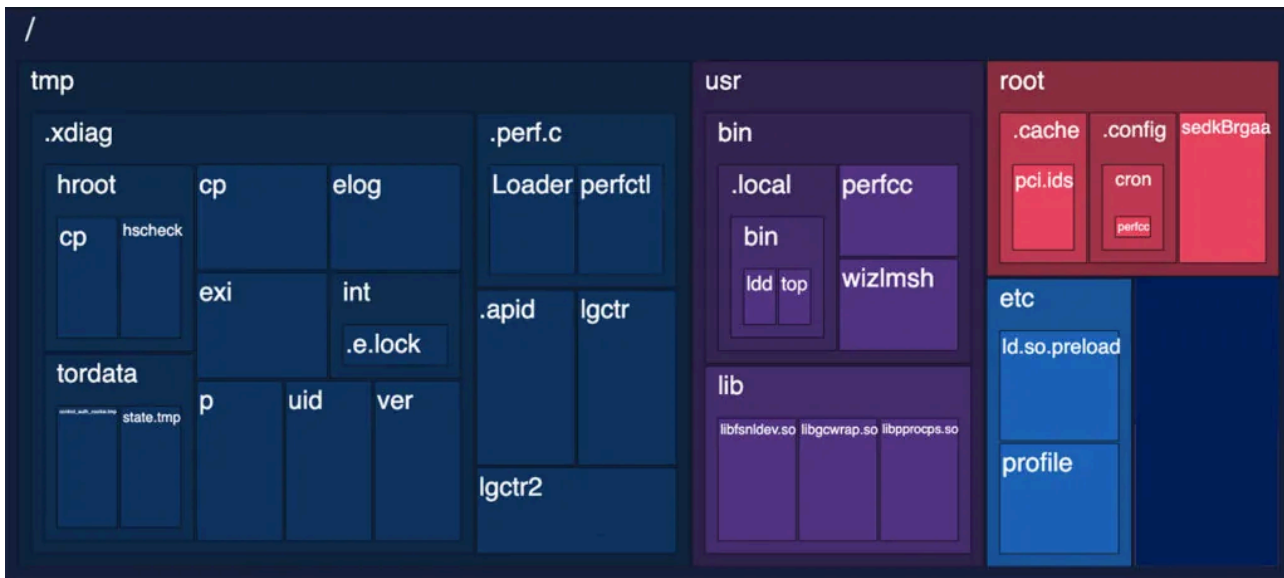 /
tmp
.xdiag
hroot
cp
hscheck
cp
elog
exi
int
.e.lock
tordata
control_auth_cookie.tmp
state.tmp
p
uid
ver
.perf.c
Loader
perfctl
.apid
lgctr
lgctr2
usr
bin
.local
bin
ldd
top
perfcc
wizlmsh
lib
libfsnldev.so
libgcwrap.so
libpprocps.so
root
.cache
pci.ids
.config
cron
perfcc
sedkBrgaa
etc
ld.so.preload
profile